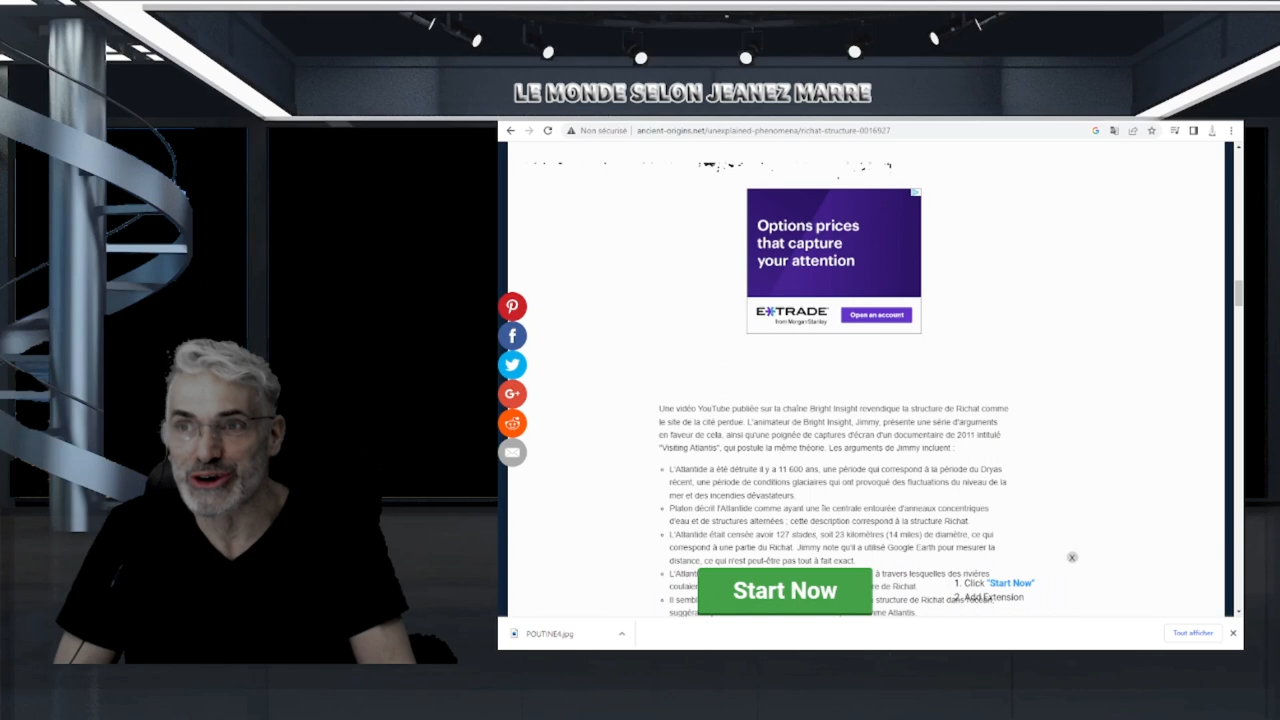 LE MONDE SELON JEANEZ MARRE
Non sécurisé | ancient-origins.net/unexplained-phenomena/richat-structure-0016927
Options prices
that capture
your attention
E*TRADE
from Morgan Stanley
Open an account
Une vidéo YouTube publiée sur la chaîne Bright Insight revendique la structure de Richat comme
le site de la cité perdue. L'animateur de Bright Insight, Jimmy, présente une série d'arguments
en faveur de cela, ainsi qu'une poignée de captures d'écran d'un documentaire de 2011 intitulé
"Visiting Atlantis", qui postule la même théorie. Les arguments de Jimmy incluent :
L'Atlantide a été détruite il y a 11 600 ans, une période qui correspond à la période du Dryas
récent, une période de conditions glaciaires qui ont provoqué des fluctuations du niveau de la
mer et des incendies dévastateurs.
Platon décrit l'Atlantide comme ayant une île centrale entourée d'anneaux concentriques
d'eau et de structures alternées ; cette description correspond à la structure Richat.
L'Atlantide était censée avoir 127 stades, soit 23 kilomètres (14 miles) de diamètre, ce qui
correspond à une partie du Richat. Jimmy note qu'il a utilisé Google Earth pour mesurer la
distance, ce qui n'est peut-être pas tout à fait exact.
L'Atlant à travers lesquelles des rivières
coulaien re de Richat.
Il sembl structure de Richat dans l'océan,
suggéra me Atlantis.
Start Now
1. Click "Start Now"
2. Add Extension
POUTINE4.jpg
Tout afficher